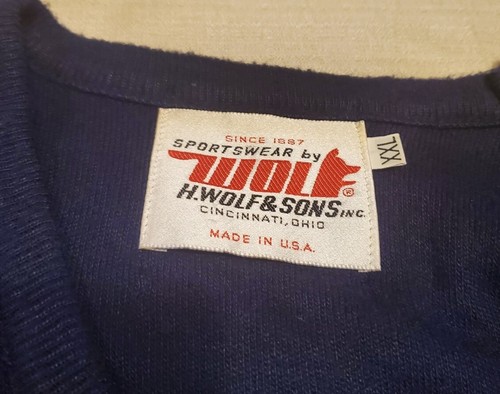 SINCE 1887
SPORTSWEAR by
WOLF ®
H.WOLF&SONS INC.
CINCINNATI, OHIO
MADE IN U.S.A.
XXL